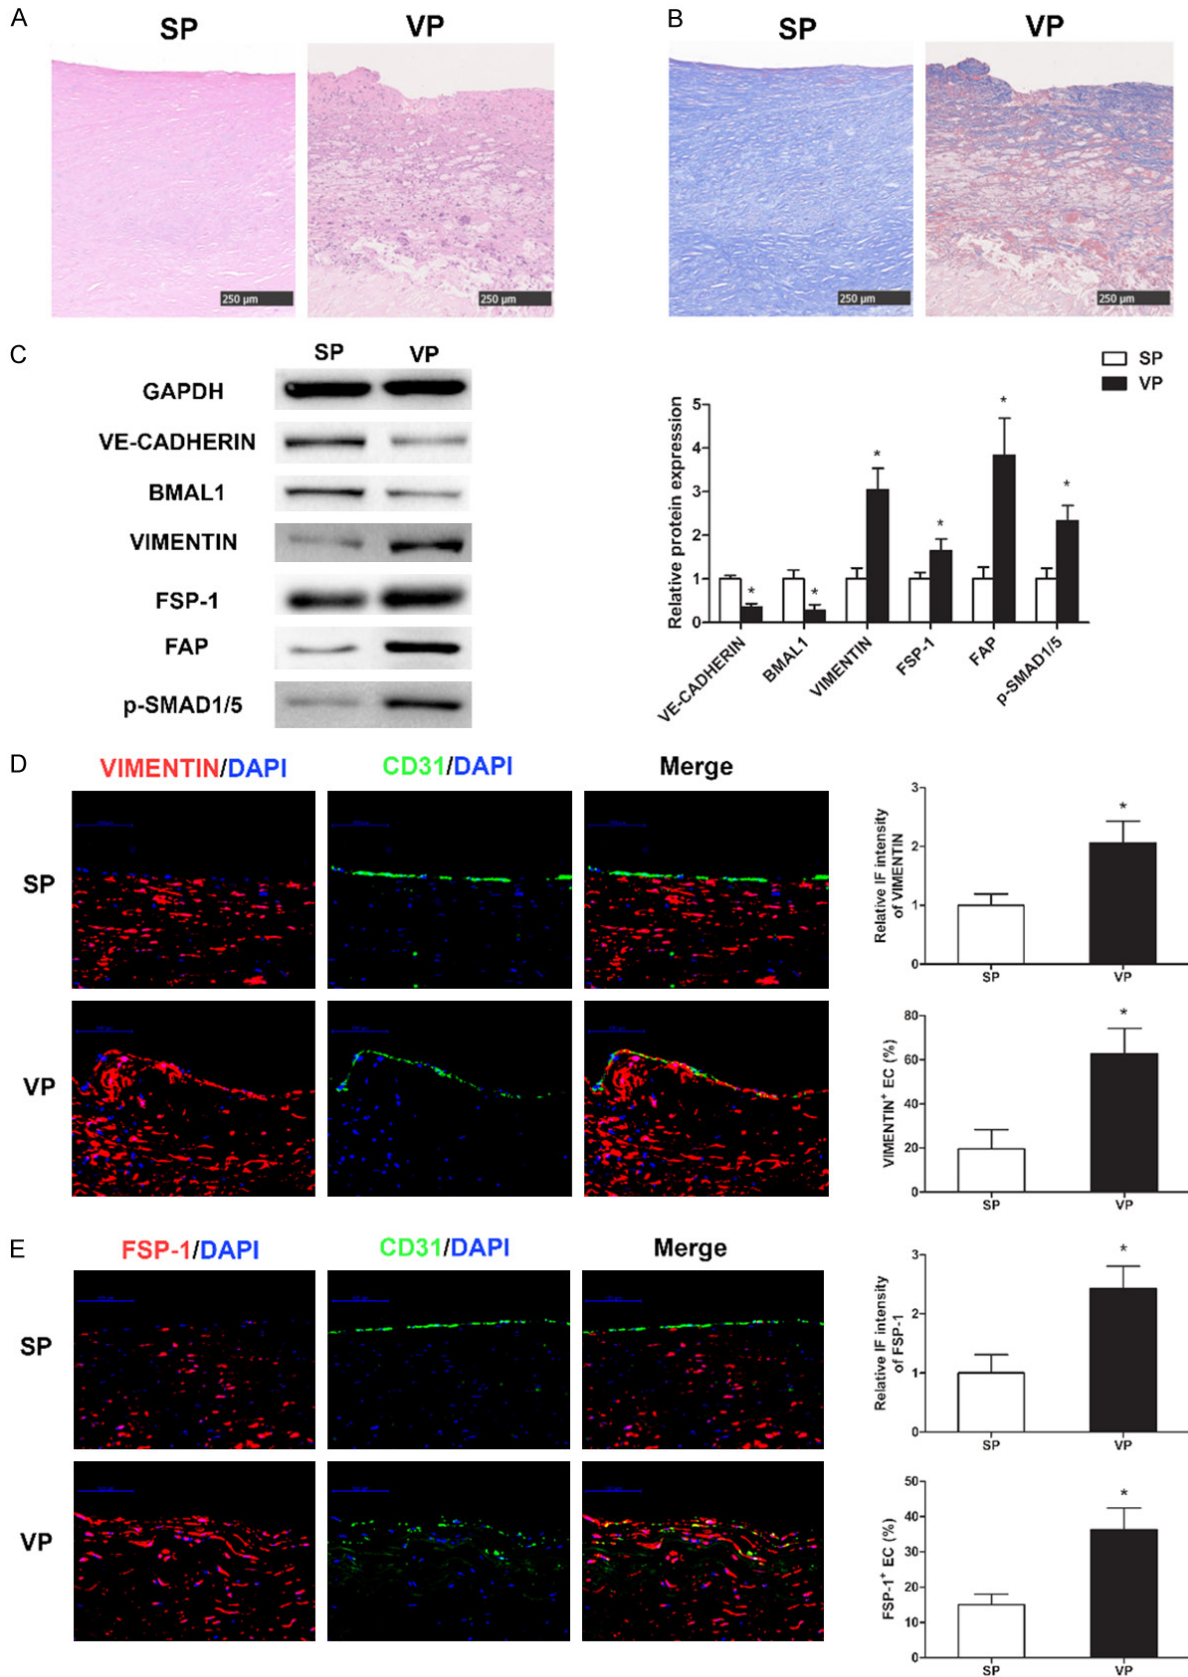 A
SP
VP
250 µm
250 µm
B
SP
VP
250 µm
250 µm
C
SP
VP
GAPDH
VE-CADHERIN
BMAL1
VIMENTIN
FSP-1
FAP
p-SMAD1/5
SP
VP
Relative protein expression
5
4
3
2
1
0
*
*
*
*
*
*
VE-CADHERIN
BMAL1
VIMENTIN
FSP-1
FAP
p-SMAD1/5
D
VIMENTIN/DAPI
CD31/DAPI
Merge
SP
VP
Relative IF intensity
of VIMENTIN
3
2
1
0
*
SP
VP
VIMENTIN⁺ EC (%)
80
60
40
20
0
*
SP
VP
E
FSP-1/DAPI
CD31/DAPI
Merge
SP
VP
Relative IF intensity
of FSP-1
3
2
1
0
*
SP
VP
FSP-1⁺ EC (%)
50
40
30
20
10
0
*
SP
VP